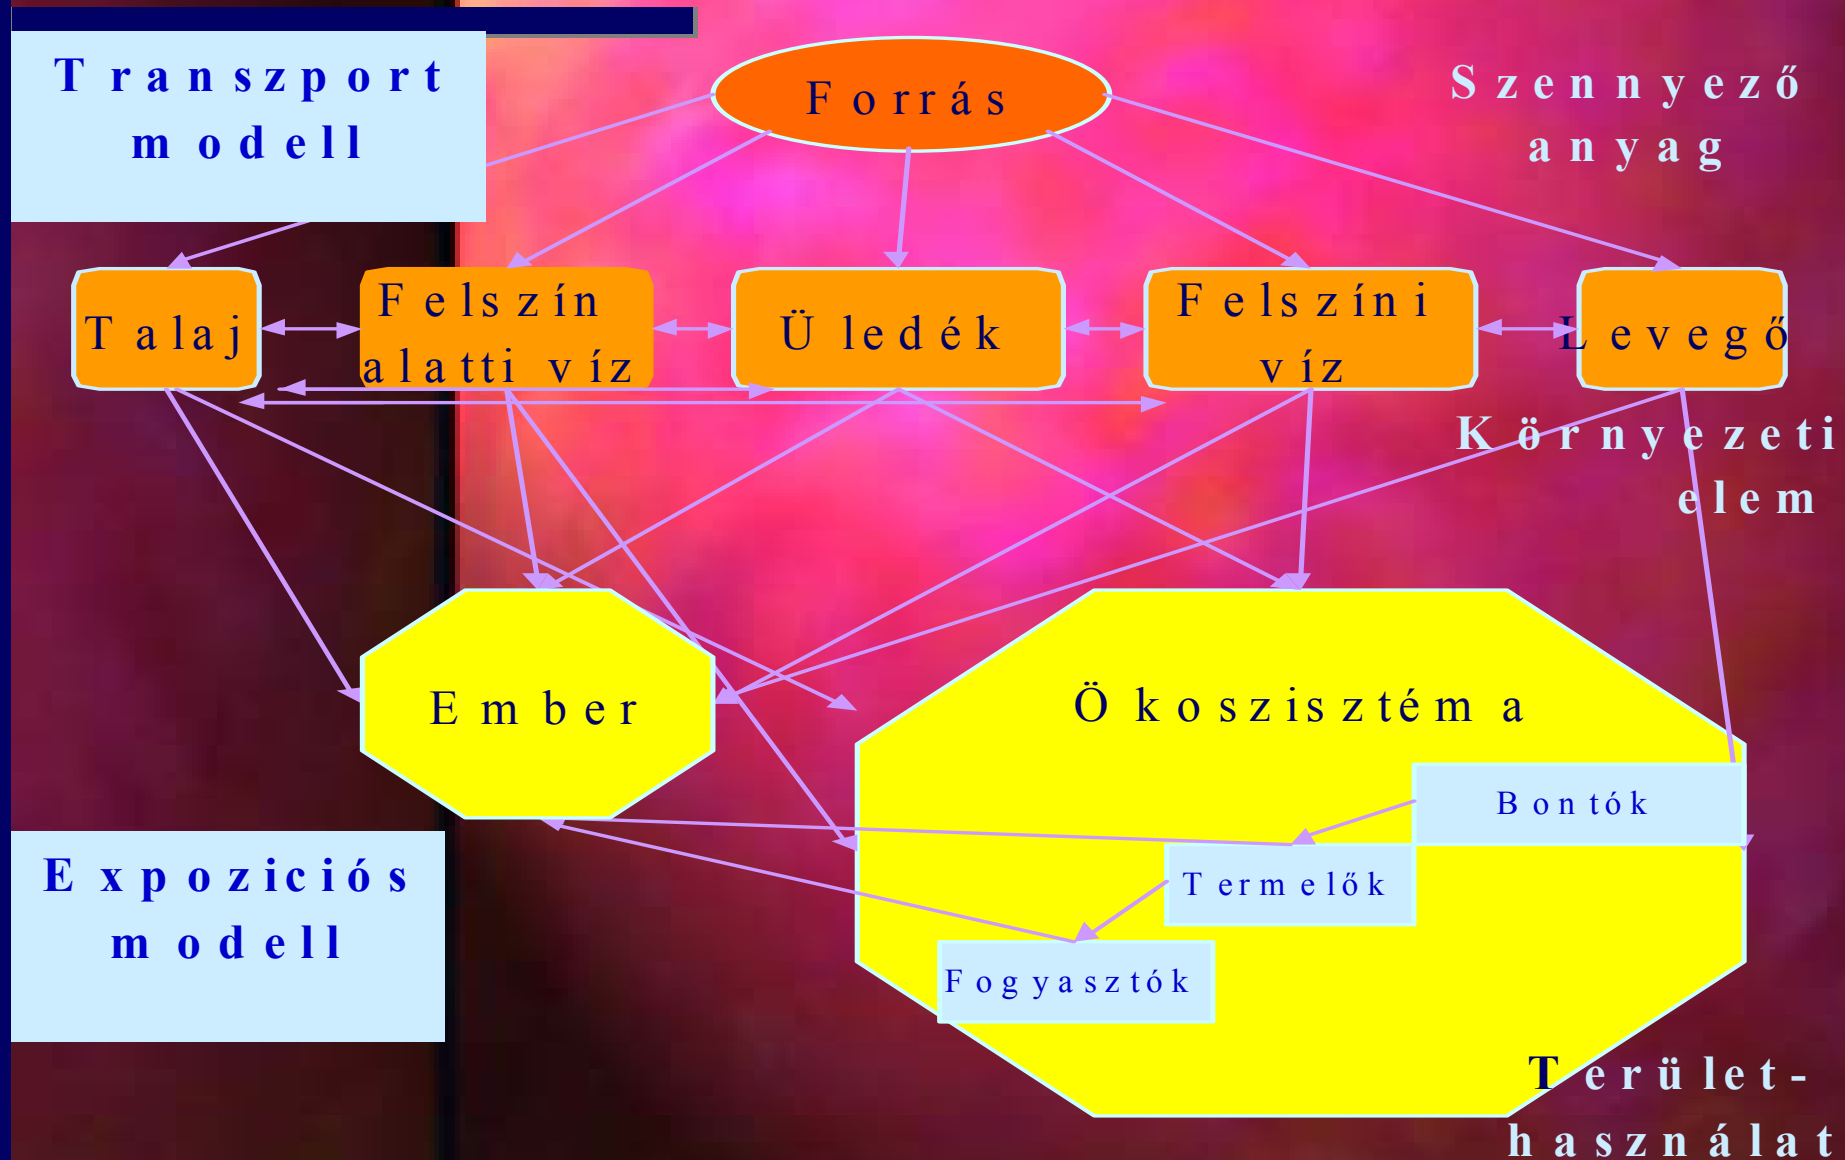 Transzport
modell
Forrás
Szennyező
anyag
Talaj
Felszín
alatti víz
Üledék
Felszíni
víz
Levegő
Környezeti
elem
Ember
Ökoszisztéma
Bontók
Termelők
Fogyasztók
Expoziciós
modell
Terület-
használat